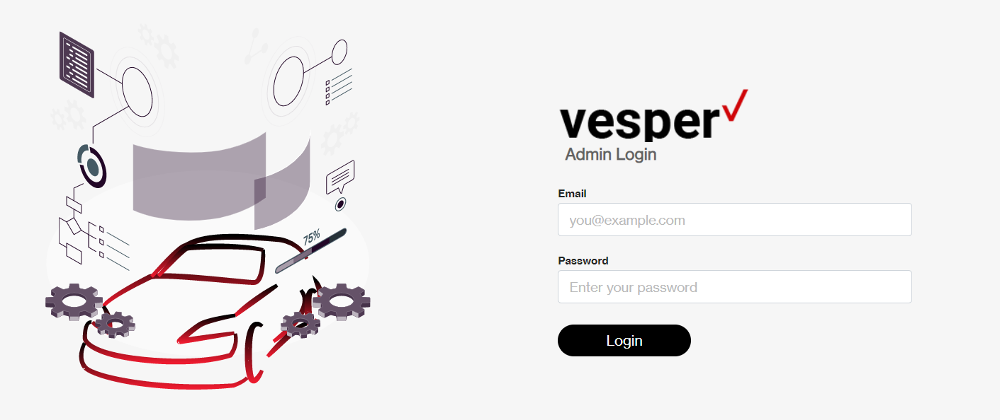 75%
vesper
Admin Login
Email
you@example.com
Password
Enter your password
Login